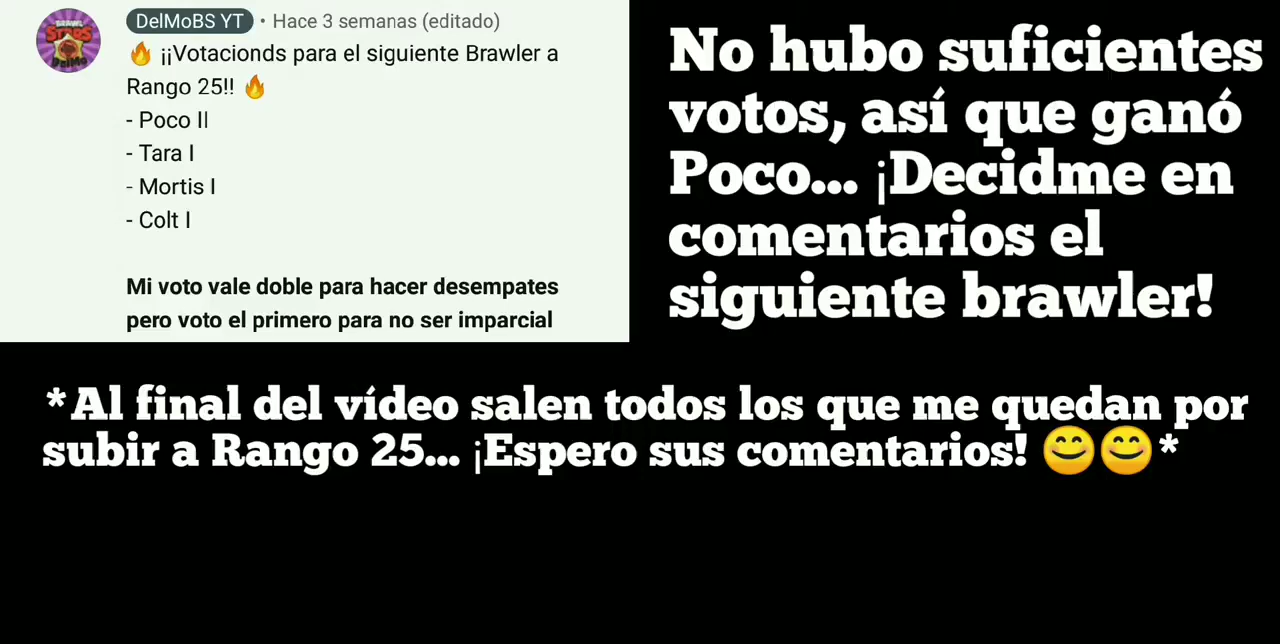 DelMoBS YT • Hace 3 semanas (editado)
🔥 ¡¡Votacionds para el siguiente Brawler a
Rango 25!! 🔥
- Poco II
- Tara I
- Mortis I
- Colt I
Mi voto vale doble para hacer desempates
pero voto el primero para no ser imparcial
No hubo suficientes
votos, así que ganó
Poco... ¡Decidme en
comentarios el
siguiente brawler!
*Al final del vídeo salen todos los que me quedan por
subir a Rango 25... ¡Espero sus comentarios! 😊😊*
BRAWL
STARS
DelMo